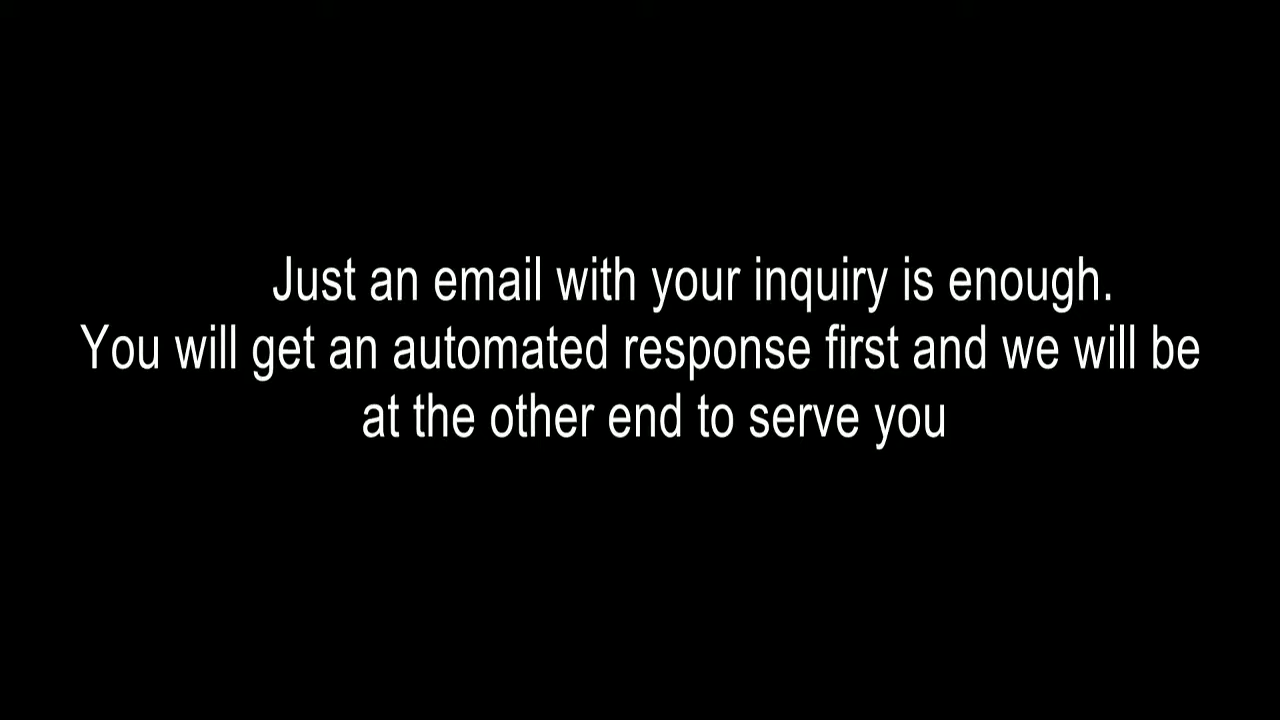 Just an email with your inquiry is enough.
You will get an automated response first and we will be
at the other end to serve you